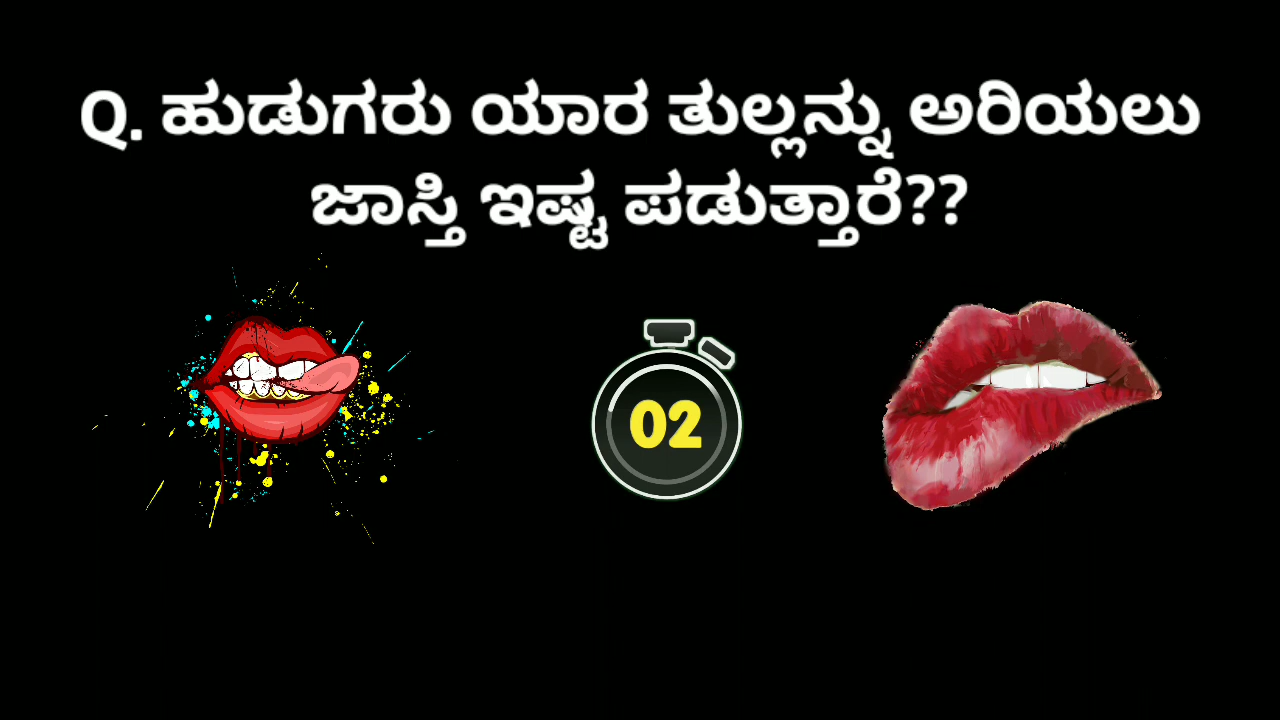 Q. ಹುಡುಗರು ಯಾರ ತುಲ್ಲನ್ನು ಅರಿಯಲು
ಜಾಸ್ತಿ ಇಷ್ಟ ಪಡುತ್ತಾರೆ??
02